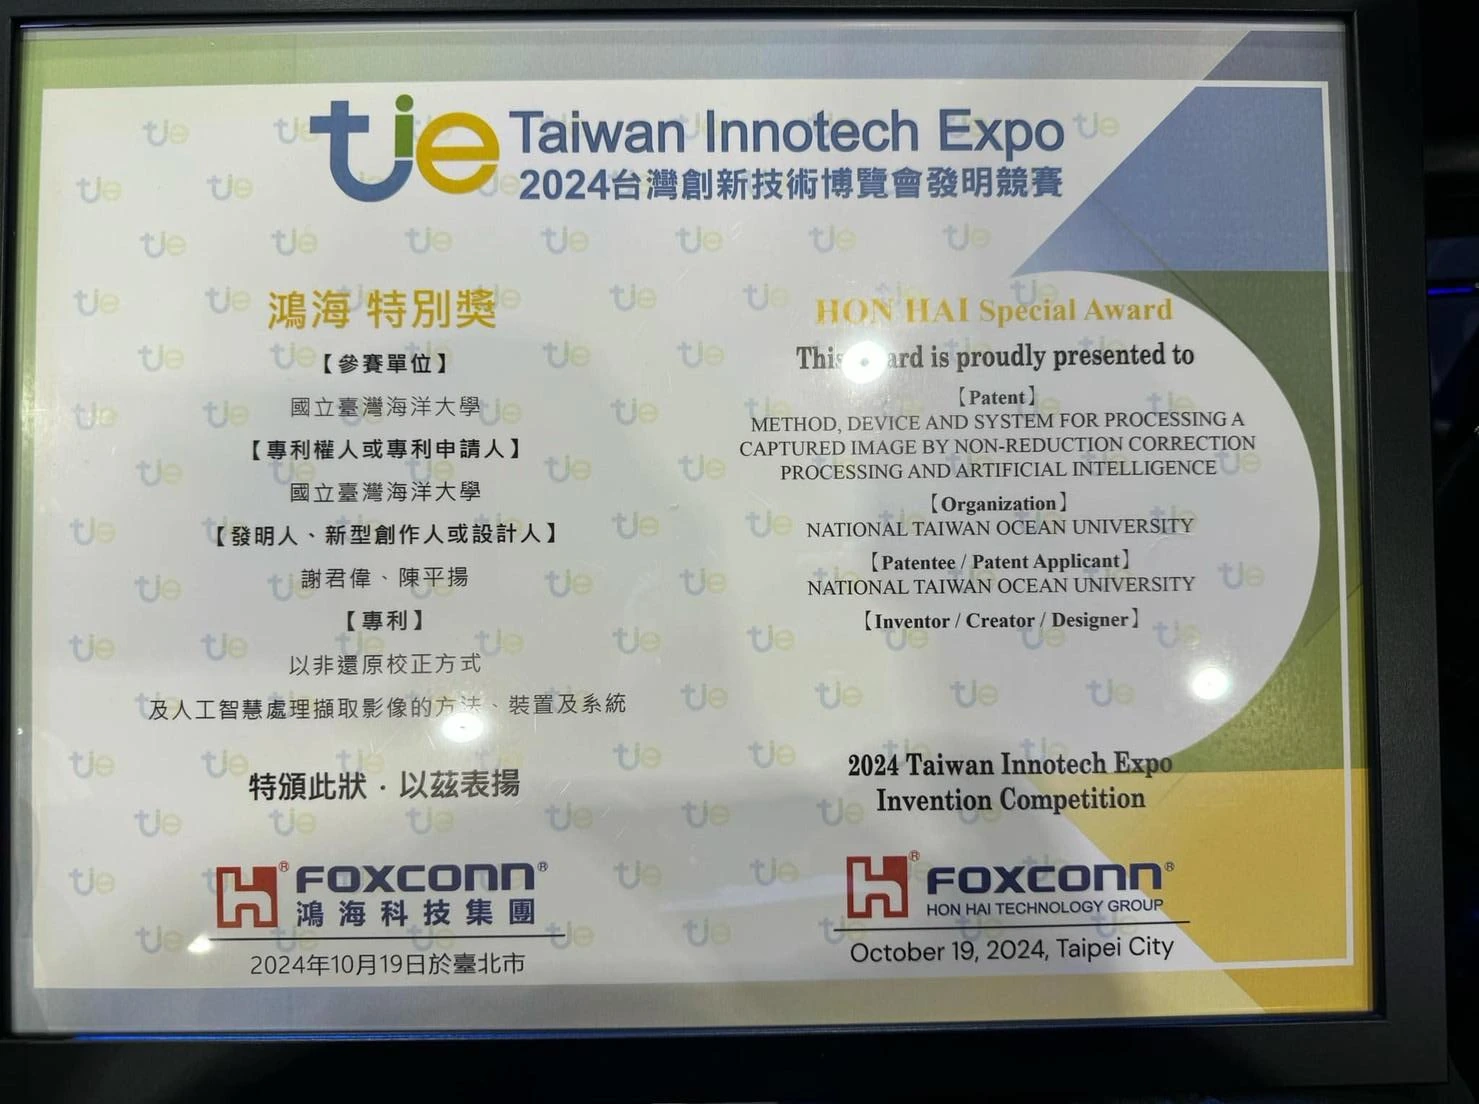 tie Taiwan Innotech Expo
2024台灣創新技術博覽會發明競賽
鴻海 特別獎
【參賽單位】
國立臺灣海洋大學
【專利權人或專利申請人】
國立臺灣海洋大學
【發明人、新型創作人或設計人】
謝君偉、陳平揚
【專利】
以非還原校正方式
及人工智慧處理擷取影像的方法、裝置及系統
特頒此狀・以茲表揚
FOXCONN®
鴻海科技集團
2024年10月19日於臺北市
HON HAI Special Award
This is proudly presented to
【Patent】
METHOD, DEVICE AND SYSTEM FOR PROCESSING A
CAPTURED IMAGE BY NON-REDUCTION CORRECTION
PROCESSING AND ARTIFICIAL INTELLIGENCE
【Organization】
NATIONAL TAIWAN OCEAN UNIVERSITY
【Patentee / Patent Applicant】
NATIONAL TAIWAN OCEAN UNIVERSITY
【Inventor / Creator / Designer】
2024 Taiwan Innotech Expo
Invention Competition
FOXCONN®
HON HAI TECHNOLOGY GROUP
October 19, 2024, Taipei City